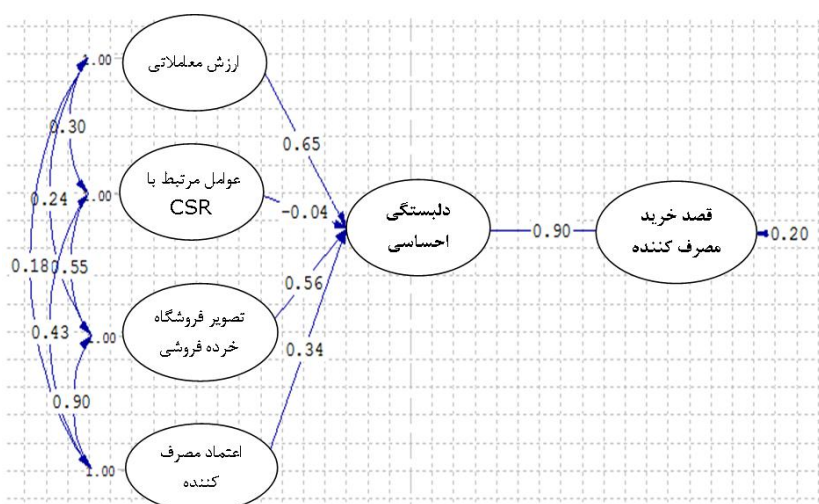 ارزش معاملاتی
1.00
0.30
0.65
عوامل مرتبط با
CSR
1.00
0.24
-0.04
دلبستگی
احساسی
0.90
قصد خرید
مصرف کننده
0.20
0.18
0.55
0.56
تصویر فروشگاه
خرده فروشی
1.00
0.43
0.34
0.90
اعتماد مصرف
کننده
1.00